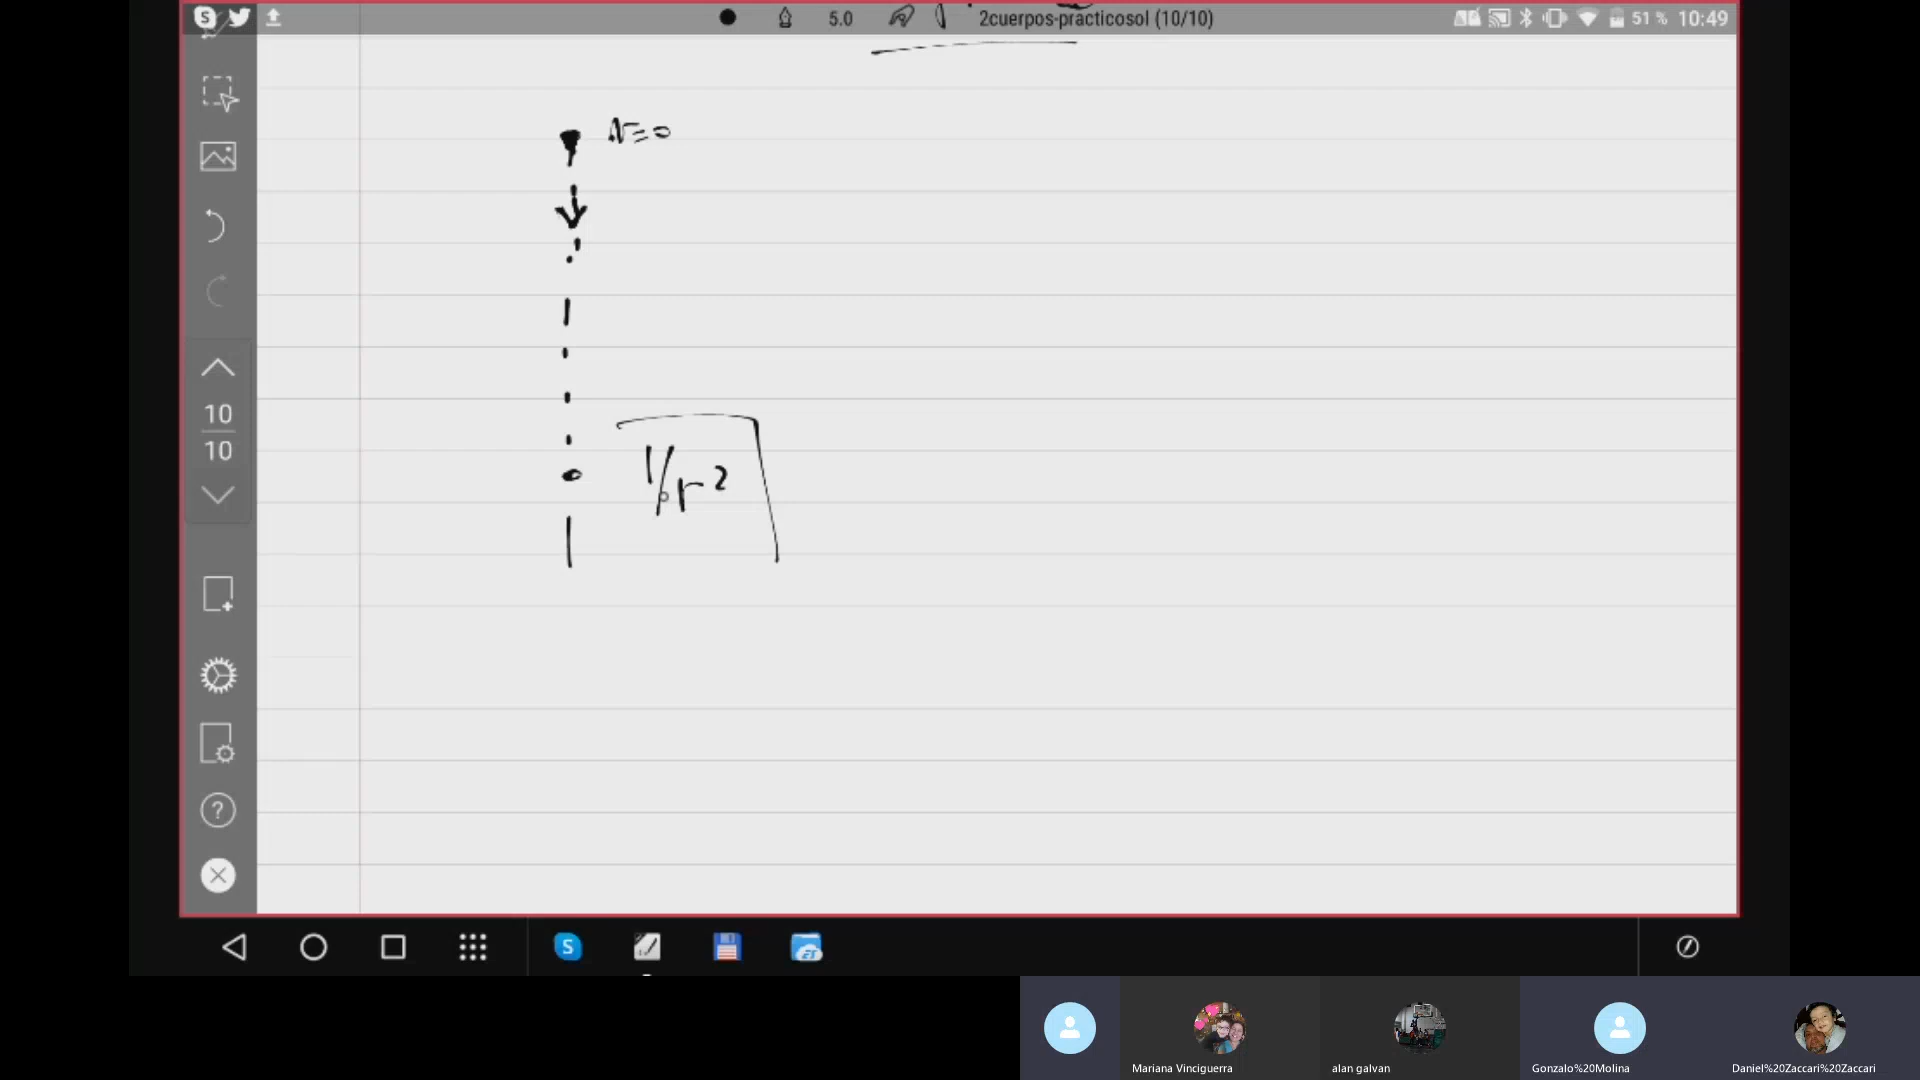 5.0 2cuerpos-practicosol (10/10) 51 % 10:49
v=0
10
10
1/r²
Mariana Vinciguerra alan galvan Gonzalo%20Molina Daniel%20Zaccari%20Zaccari